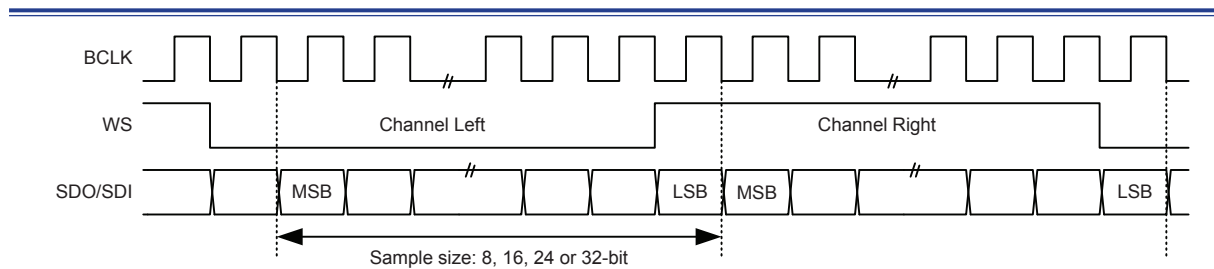 BCLK
WS
Channel Left
Channel Right
SDO/SDI
MSB
LSB
MSB
LSB
Sample size: 8, 16, 24 or 32-bit